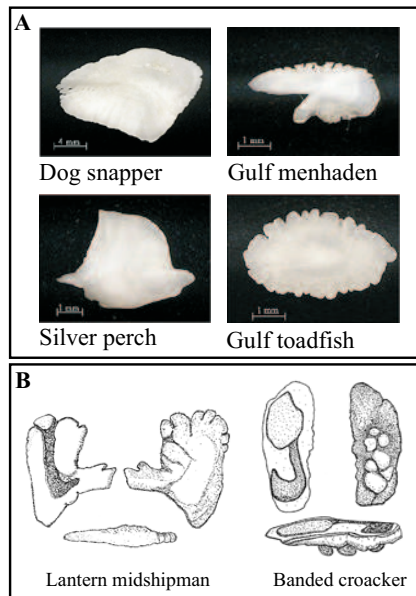 A
4 mm
1 mm
Dog snapper
Gulf menhaden
1 mm
1 mm
Silver perch
Gulf toadfish
B
Lantern midshipman
Banded croacker